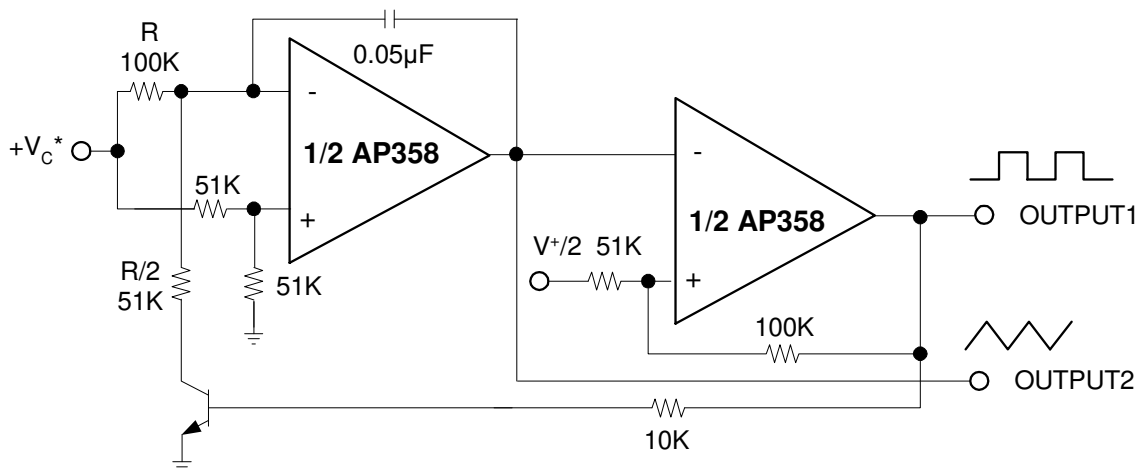 R
100K
0.05µF
-
1/2 AP358
+V_C*
51K
+
51K
R/2
51K
-
1/2 AP358
OUTPUT1
V⁺/2
51K
+
100K
OUTPUT2
10K